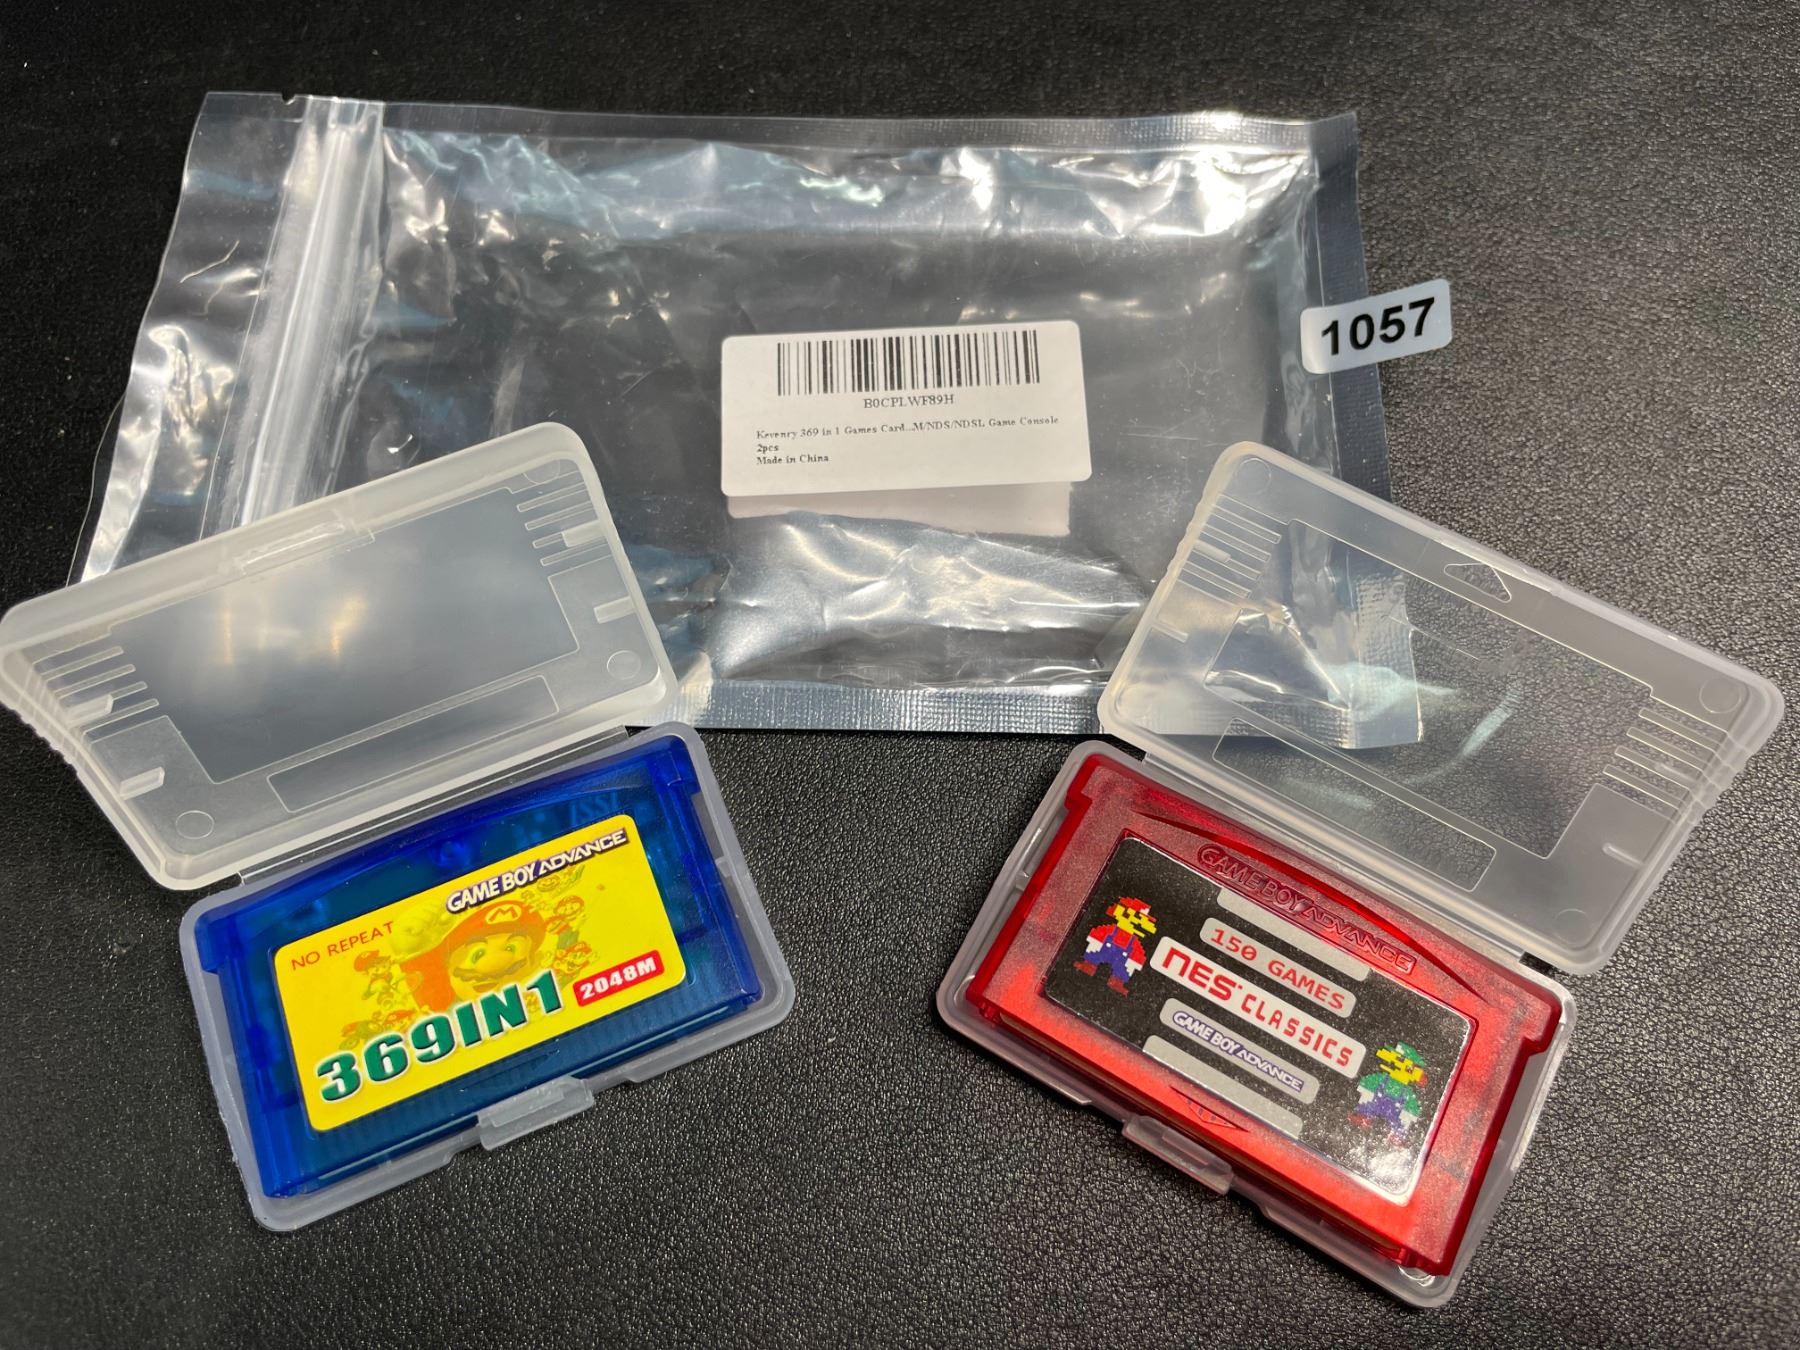 1057
B0CPLWF89H
Kevenry 369 in 1 Games Card...M/NDS/NDSL Game Console
2pcs
Made in China
GAME BOY ADVANCE
NO REPEAT
369IN1
2048M
GAME BOY ADVANCE
150 GAMES
NES CLASSICS
GAME BOY ADVANCE